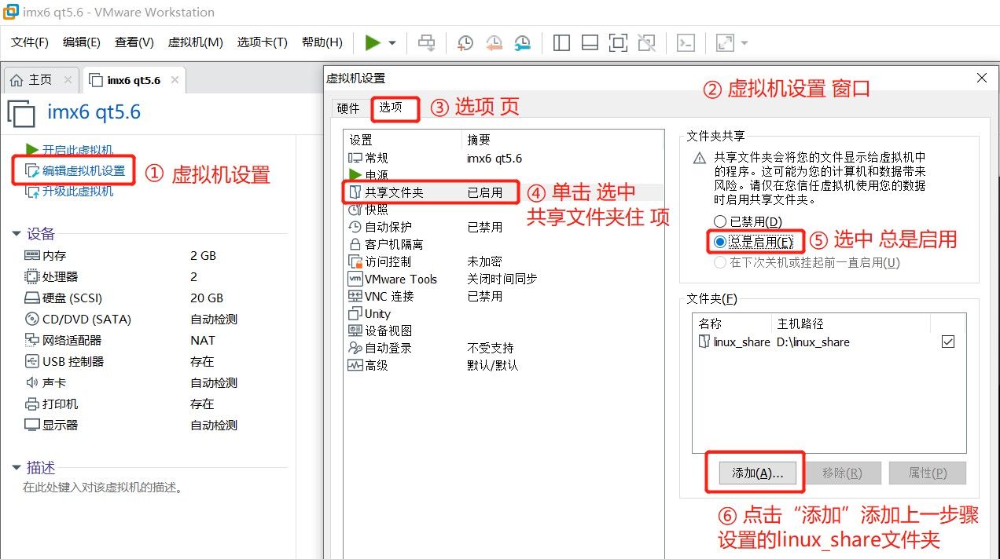 imx6 qt5.6 - VMware Workstation
文件(F) 编辑(E) 查看(V) 虚拟机(M) 选项卡(T) 帮助(H)
主页 × imx6 qt5.6 ×
imx6 qt5.6
开启此虚拟机
编辑虚拟机设置
升级此虚拟机
① 虚拟机设置
设备
内存 2 GB
处理器 2
硬盘 (SCSI) 20 GB
CD/DVD (SATA) 自动检测
网络适配器 NAT
USB 控制器 存在
声卡 自动检测
打印机 存在
显示器 自动检测
描述
在此处键入对该虚拟机的描述。
虚拟机设置
② 虚拟机设置 窗口
硬件 选项
③ 选项 页
设置 摘要
常规 imx6 qt5.6
电源
共享文件夹 已启用
快照
自动保护 已禁用
客户机隔离
访问控制 未加密
VMware Tools 关闭时间同步
VNC 连接 已禁用
Unity
设备视图
自动登录 不受支持
高级 默认/默认
④ 单击 选中
共享文件夹住 项
文件夹共享
共享文件夹会将您的文件显示给虚拟机中
的程序。这可能为您的计算机和数据带来
风险。请仅在您信任虚拟机使用您的数据
时启用共享文件夹。
已禁用(D)
总是启用(E)
在下次关机或挂起前一直启用(U)
⑤ 选中 总是启用
文件夹(F)
名称 主机路径
linux_share D:\linux_share
添加(A)... 移除(R) 属性(P)
⑥ 点击“添加”添加上一步骤
设置的linux_share文件夹